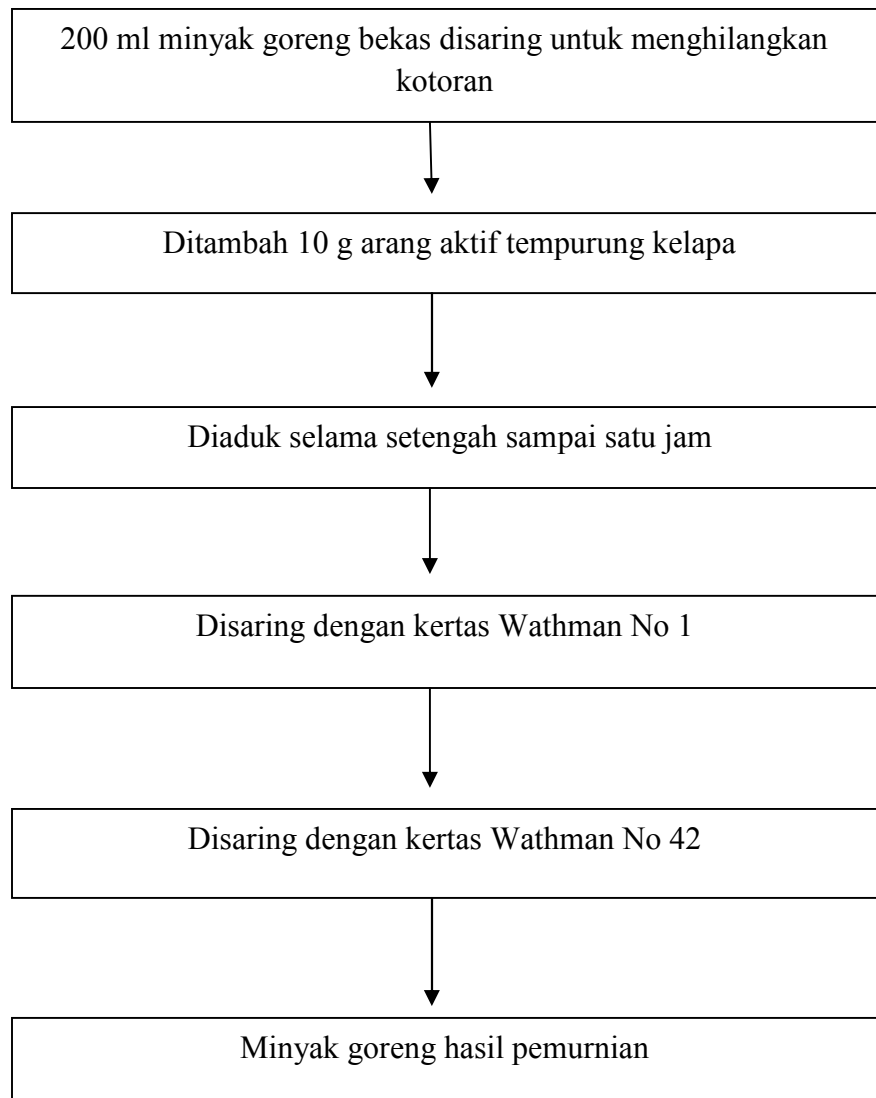 200 ml minyak goreng bekas disaring untuk menghilangkan
kotoran
Ditambah 10 g arang aktif tempurung kelapa
Diaduk selama setengah sampai satu jam
Disaring dengan kertas Wathman No 1
Disaring dengan kertas Wathman No 42
Minyak goreng hasil pemurnian